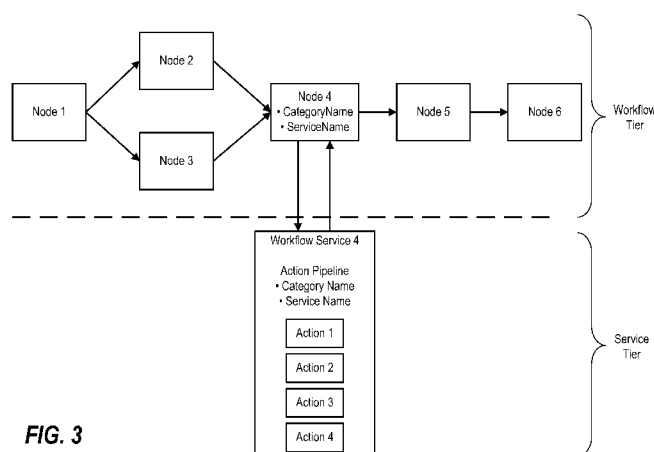 Node 2
Node 1
Node 3
Node 4
• CategoryName
• ServiceName
Node 5
Node 6
Workflow
Tier
Workflow Service 4
Action Pipeline
• Category Name
• Service Name
Action 1
Action 2
Action 3
Action 4
Service
Tier
FIG. 3